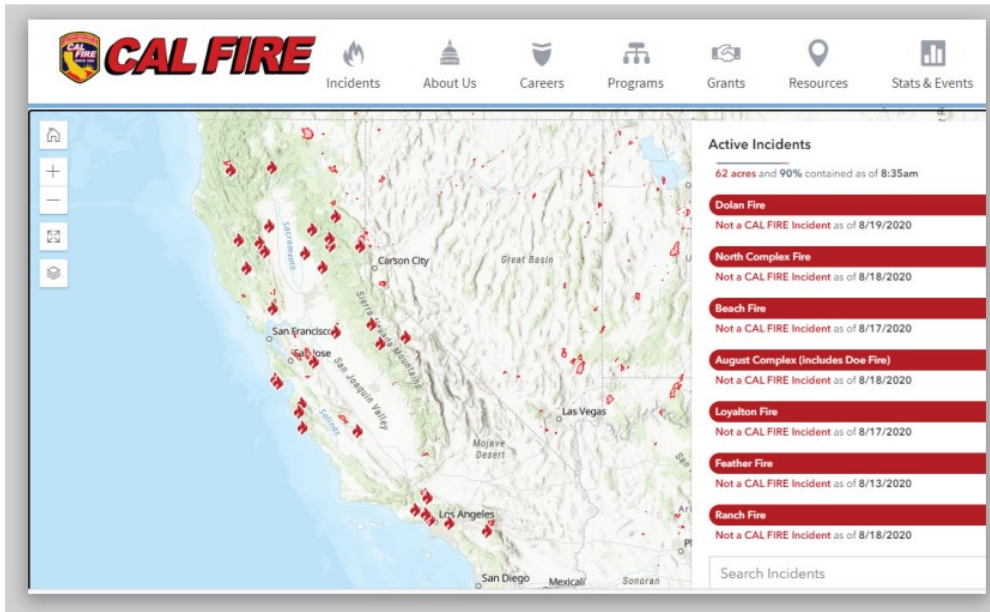 CAL FIRE
CAL FIRE
Incidents
About Us
Careers
Programs
Grants
Resources
Stats & Events
Active Incidents
62 acres and 90% contained as of 8:35am
Dolan Fire
Not a CAL FIRE Incident as of 8/19/2020
North Complex Fire
Not a CAL FIRE Incident as of 8/18/2020
Beach Fire
Not a CAL FIRE Incident as of 8/17/2020
August Complex (includes Doe Fire)
Not a CAL FIRE Incident as of 8/18/2020
Loyalton Fire
Not a CAL FIRE Incident as of 8/17/2020
Feather Fire
Not a CAL FIRE Incident as of 8/13/2020
Ranch Fire
Not a CAL FIRE Incident as of 8/18/2020
Search Incidents
Sacramento
Carson City
Great Basin
Sierra Nevada Mountains
San Francisco
San Jose
San Joaquin Valley
Salinas
Las Vegas
Mojave
Desert
Los Angeles
San Diego
Mexicali
Sonoran